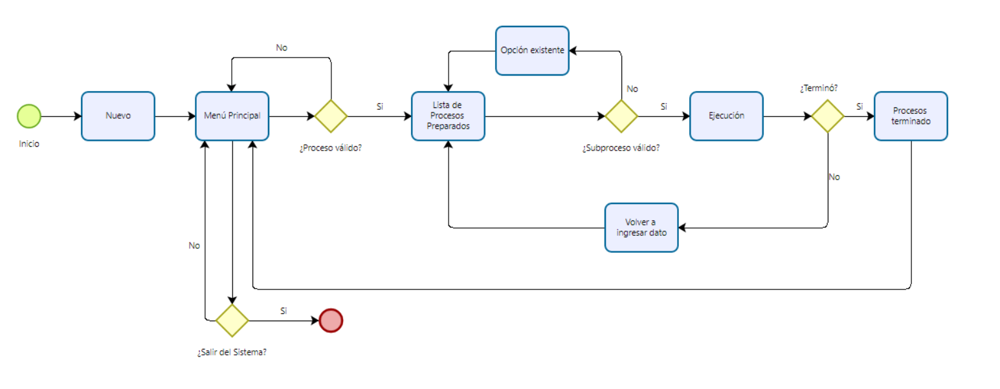 Inicio
Nuevo
Menú Principal
No
¿Proceso válido?
Si
Lista de
Procesos
Preparados
Opción existente
No
¿Subproceso válido?
Si
Ejecución
¿Terminó?
Si
Procesos
terminado
No
Volver a
ingresar dato
No
Si
¿Salir del Sistema?